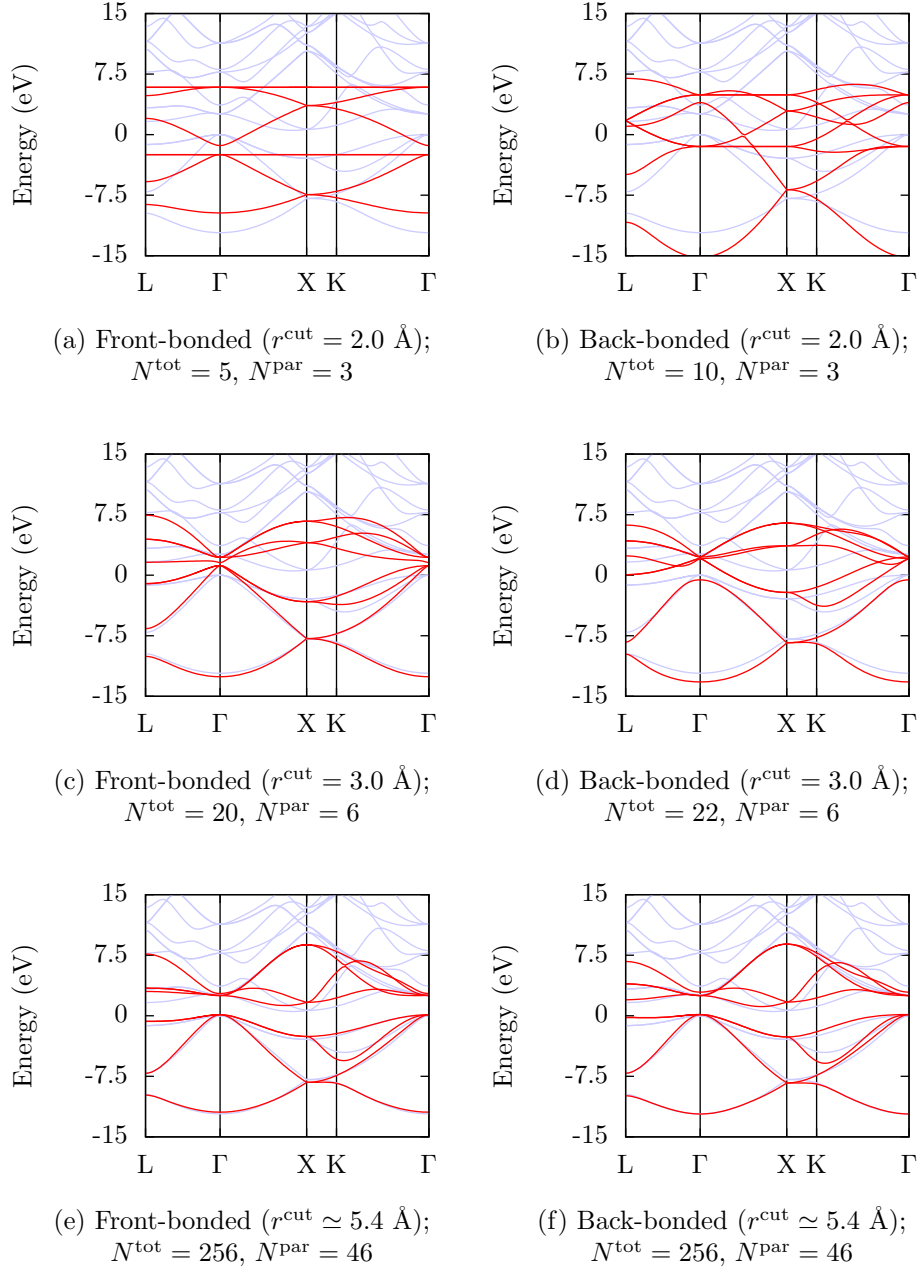 15
15
7.5
7.5
0
0
-7.5
-7.5
-15
-15
Energy (eV)
Energy (eV)
L Γ X K Γ
L Γ X K Γ
(a) Front-bonded (r^cut = 2.0 Å);
N^tot = 5, N^par = 3
(b) Back-bonded (r^cut = 2.0 Å);
N^tot = 10, N^par = 3
15
15
7.5
7.5
0
0
-7.5
-7.5
-15
-15
Energy (eV)
Energy (eV)
L Γ X K Γ
L Γ X K Γ
(c) Front-bonded (r^cut = 3.0 Å);
N^tot = 20, N^par = 6
(d) Back-bonded (r^cut = 3.0 Å);
N^tot = 22, N^par = 6
15
15
7.5
7.5
0
0
-7.5
-7.5
-15
-15
Energy (eV)
Energy (eV)
L Γ X K Γ
L Γ X K Γ
(e) Front-bonded (r^cut ≃ 5.4 Å);
N^tot = 256, N^par = 46
(f) Back-bonded (r^cut ≃ 5.4 Å);
N^tot = 256, N^par = 46